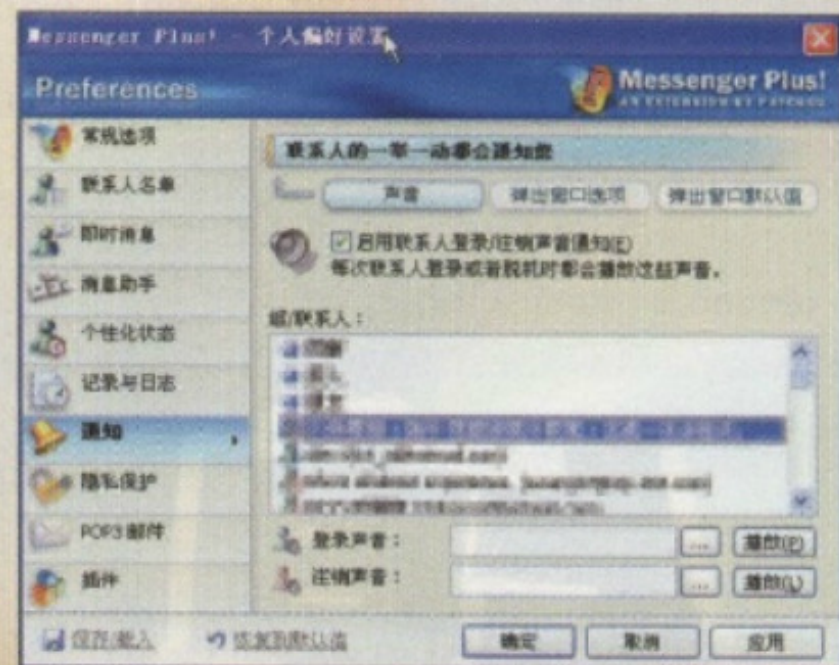 Messenger Plus! - 个人偏好设置
Preferences
Messenger Plus!
AN EXTENSION BY PATCHOU
常规选项
联系人名单
即时消息
消息助手
个性化状态
记录与日志
通知
隐私保护
POP3 邮件
插件
联系人的一举一动都会通知您
声音
弹出窗口选项
弹出窗口默认值
启用联系人登录/注销声音通知(E)
每次联系人登录或者脱机时都会播放这些声音。
组/联系人：
登录声音：
... 播放(P)
注销声音：
... 播放(L)
保存/载入
恢复到默认值
确定
取消
应用